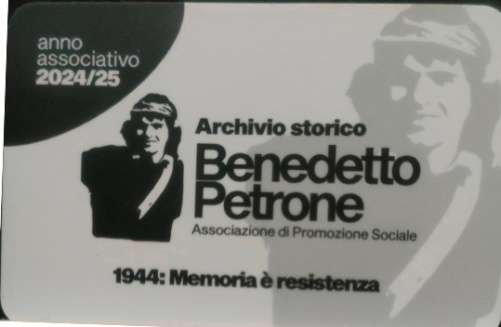 anno
associativo
2024/25
Archivio storico
Benedetto
Petrone
Associazione di Promozione Sociale
1944: Memoria è resistenza